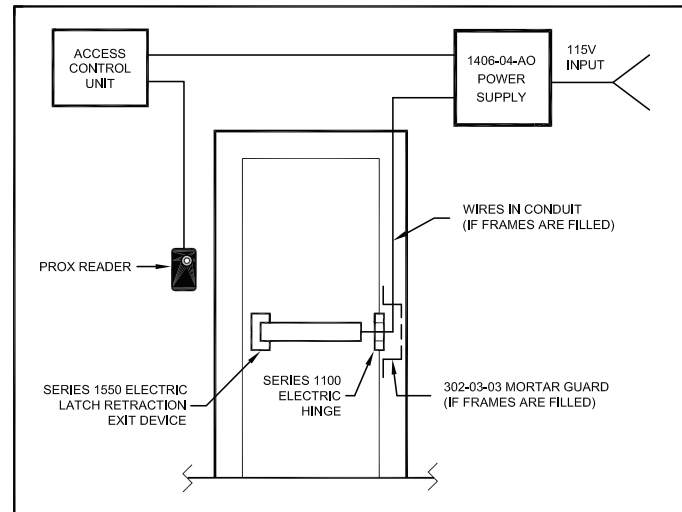 ACCESS
CONTROL
UNIT
1406-04-AO
POWER
SUPPLY
115V
INPUT
WIRES IN CONDUIT
(IF FRAMES ARE FILLED)
PROX READER
SERIES 1550 ELECTRIC
LATCH RETRACTION
EXIT DEVICE
SERIES 1100
ELECTRIC
HINGE
302-03-03 MORTAR GUARD
(IF FRAMES ARE FILLED)